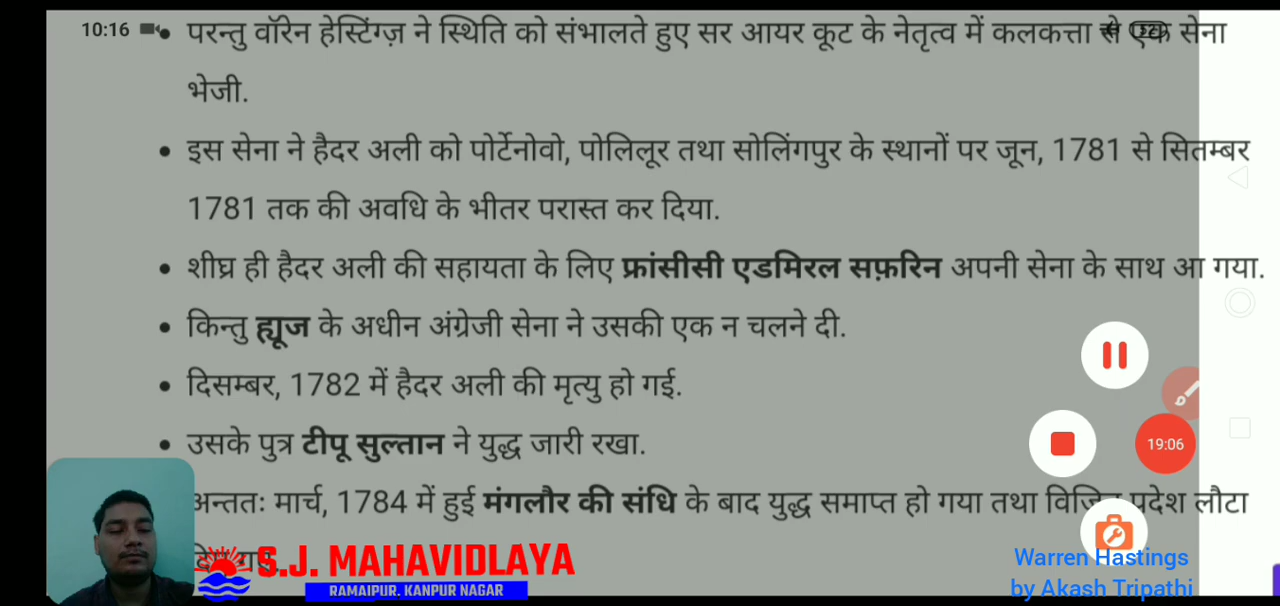 10:16
परन्तु वॉरेन हेस्टिंग्ज़ ने स्थिति को संभालते हुए सर आयर कूट के नेतृत्व में कलकत्ता से एक सेना
भेजी.
इस सेना ने हैदर अली को पोर्टेनोवो, पोलिलूर तथा सोलिंगपुर के स्थानों पर जून, 1781 से सितम्बर
1781 तक की अवधि के भीतर परास्त कर दिया.
शीघ्र ही हैदर अली की सहायता के लिए फ्रांसीसी एडमिरल सफ़रिन अपनी सेना के साथ आ गया.
किन्तु ह्यूज के अधीन अंग्रेजी सेना ने उसकी एक न चलने दी.
दिसम्बर, 1782 में हैदर अली की मृत्यु हो गई.
उसके पुत्र टीपू सुल्तान ने युद्ध जारी रखा.
19:06
अन्ततः मार्च, 1784 में हुई मंगलौर की संधि के बाद युद्ध समाप्त हो गया तथा विजित प्रदेश लौटा
S.J. MAHAVIDLAYA
RAMAIPUR, KANPUR NAGAR
Warren Hastings
by Akash Tripathi